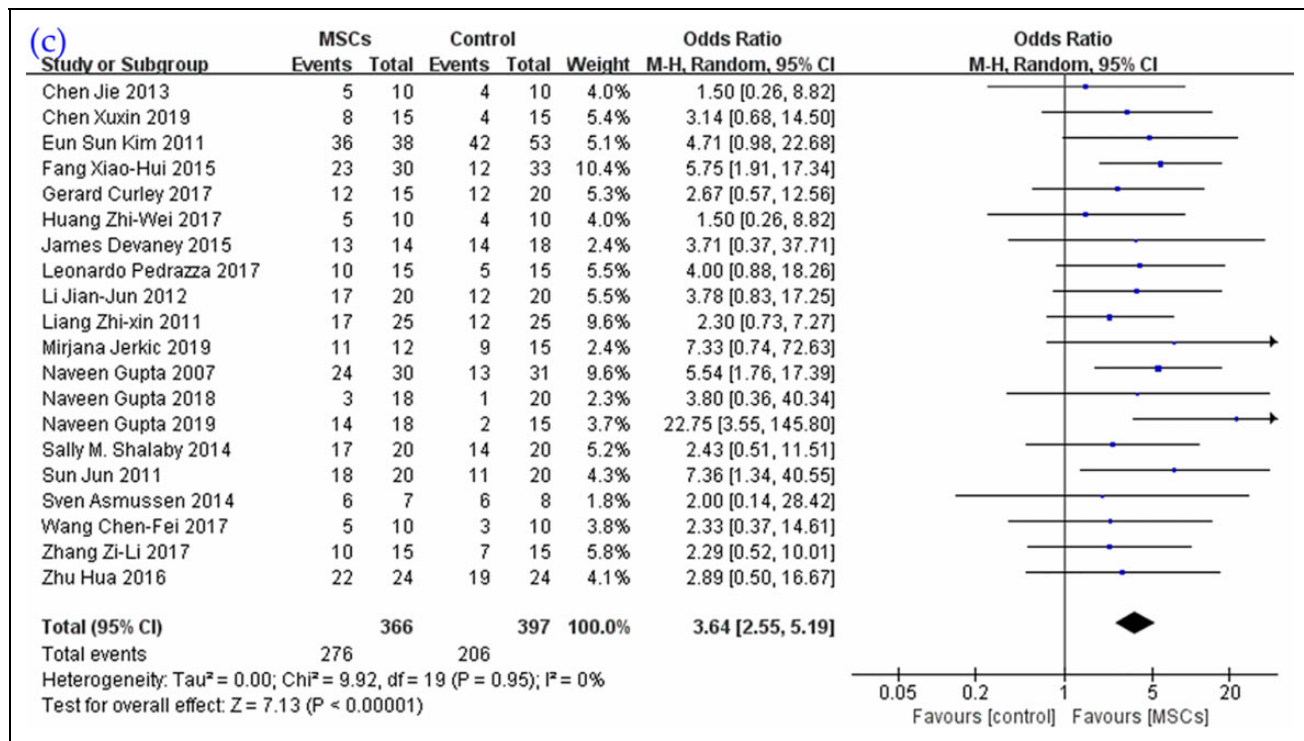 (c)
MSCs Control Odds Ratio Odds Ratio
Study or Subgroup Events Total Events Total Weight M-H, Random, 95% CI M-H, Random, 95% CI
Chen Jie 2013 5 10 4 10 4.0% 1.50 [0.26, 8.82]
Chen Xuxin 2019 8 15 4 15 5.4% 3.14 [0.68, 14.50]
Eun Sun Kim 2011 36 38 42 53 5.1% 4.71 [0.98, 22.68]
Fang Xiao-Hui 2015 23 30 12 33 10.4% 5.75 [1.91, 17.34]
Gerard Curley 2017 12 15 12 20 5.3% 2.67 [0.57, 12.56]
Huang Zhi-Wei 2017 5 10 4 10 4.0% 1.50 [0.26, 8.82]
James Devaney 2015 13 14 14 18 2.4% 3.71 [0.37, 37.71]
Leonardo Pedrazza 2017 10 15 5 15 5.5% 4.00 [0.88, 18.26]
Li Jian-Jun 2012 17 20 12 20 5.5% 3.78 [0.83, 17.25]
Liang Zhi-xin 2011 17 25 12 25 9.6% 2.30 [0.73, 7.27]
Mirjana Jerkic 2019 11 12 9 15 2.4% 7.33 [0.74, 72.63]
Naveen Gupta 2007 24 30 13 31 9.6% 5.54 [1.76, 17.39]
Naveen Gupta 2018 3 18 1 20 2.3% 3.80 [0.36, 40.34]
Naveen Gupta 2019 14 18 2 15 3.7% 22.75 [3.55, 145.80]
Sally M. Shalaby 2014 17 20 14 20 5.2% 2.43 [0.51, 11.51]
Sun Jun 2011 18 20 11 20 4.3% 7.36 [1.34, 40.55]
Sven Asmussen 2014 6 7 6 8 1.8% 2.00 [0.14, 28.42]
Wang Chen-Fei 2017 5 10 3 10 3.8% 2.33 [0.37, 14.61]
Zhang Zi-Li 2017 10 15 7 15 5.8% 2.29 [0.52, 10.01]
Zhu Hua 2016 22 24 19 24 4.1% 2.89 [0.50, 16.67]
Total (95% CI) 366 397 100.0% 3.64 [2.55, 5.19]
Total events 276 206
Heterogeneity: Tau² = 0.00; Chi² = 9.92, df = 19 (P = 0.95); I² = 0%
Test for overall effect: Z = 7.13 (P < 0.00001)
0.05 0.2 1 5 20
Favours [control] Favours [MSCs]